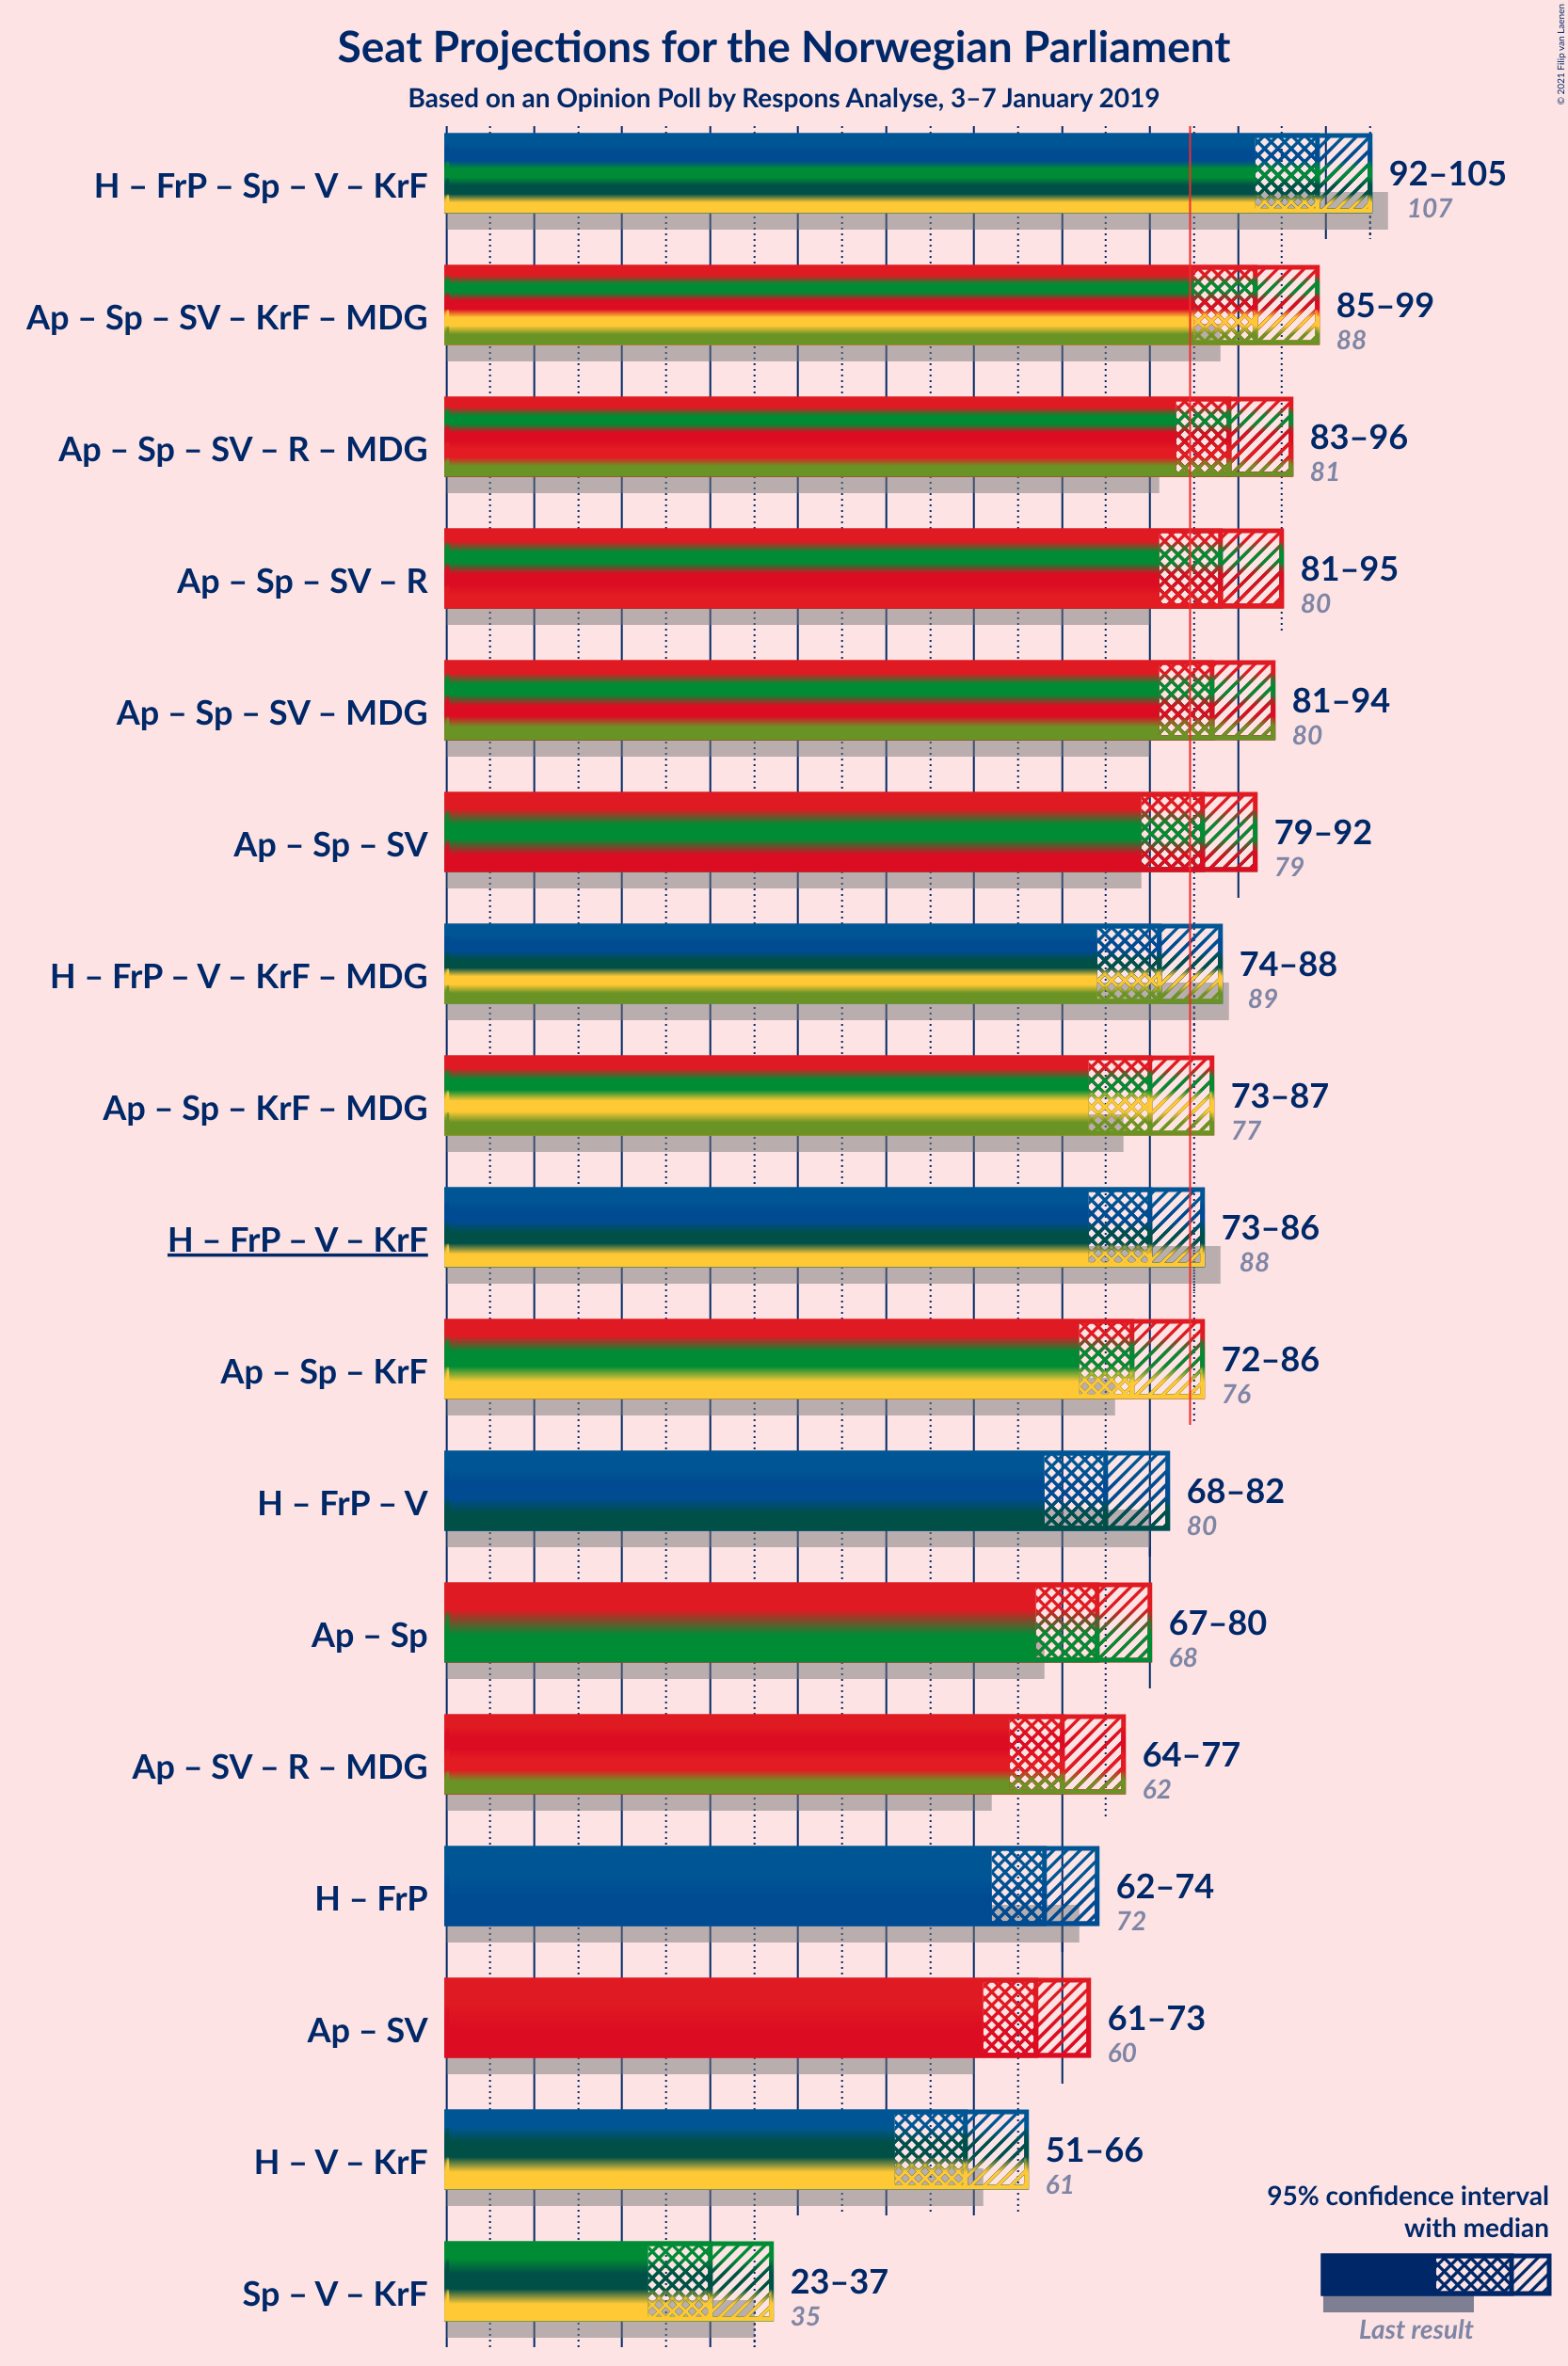 Seat Projections for the Norwegian Parliament
Based on an Opinion Poll by Respons Analyse, 3–7 January 2019
© 2021 Filip van Laenen
H – FrP – Sp – V – KrF
92–105
107
Ap – Sp – SV – KrF – MDG
85–99
88
Ap – Sp – SV – R – MDG
83–96
81
Ap – Sp – SV – R
81–95
80
Ap – Sp – SV – MDG
81–94
80
Ap – Sp – SV
79–92
79
H – FrP – V – KrF – MDG
74–88
89
Ap – Sp – KrF – MDG
73–87
77
H – FrP – V – KrF
73–86
88
Ap – Sp – KrF
72–86
76
H – FrP – V
68–82
80
Ap – Sp
67–80
68
Ap – SV – R – MDG
64–77
62
H – FrP
62–74
72
Ap – SV
61–73
60
H – V – KrF
51–66
61
Sp – V – KrF
23–37
35
95% confidence interval
with median
Last result